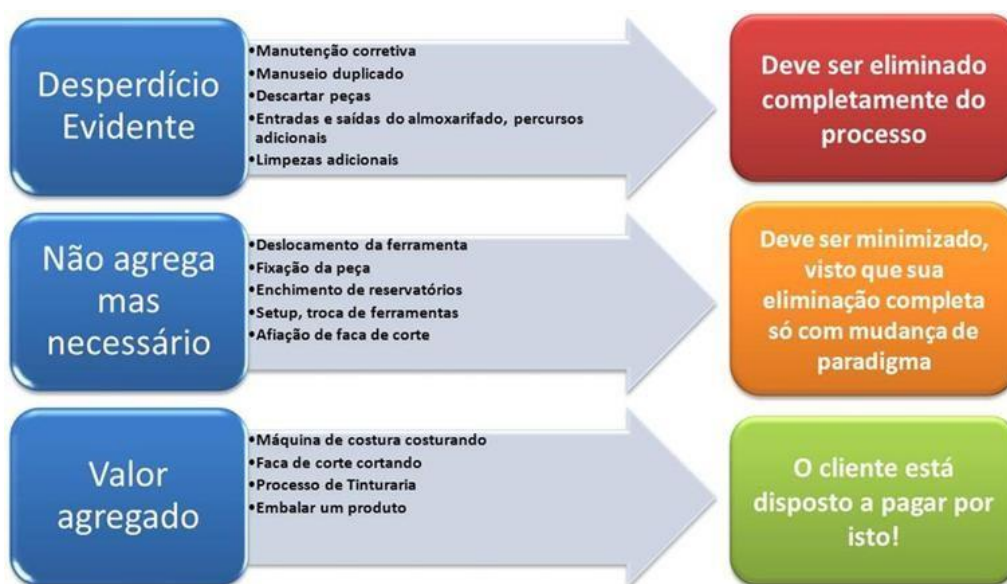 Desperdício
Evidente
•Manutenção corretiva
•Manuseio duplicado
•Descartar peças
•Entradas e saídas do almoxarifado, percursos
adicionais
•Limpezas adicionais
Deve ser eliminado
completamente do
processo
Não agrega
mas
necessário
•Deslocamento da ferramenta
•Fixação da peça
•Enchimento de reservatórios
•Setup, troca de ferramentas
•Afiação de faca de corte
Deve ser minimizado,
visto que sua
eliminação completa
só com mudança de
paradigma
Valor
agregado
•Máquina de costura costurando
•Faca de corte cortando
•Processo de Tinturaria
•Embalar um produto
O cliente está
disposto a pagar por
isto!